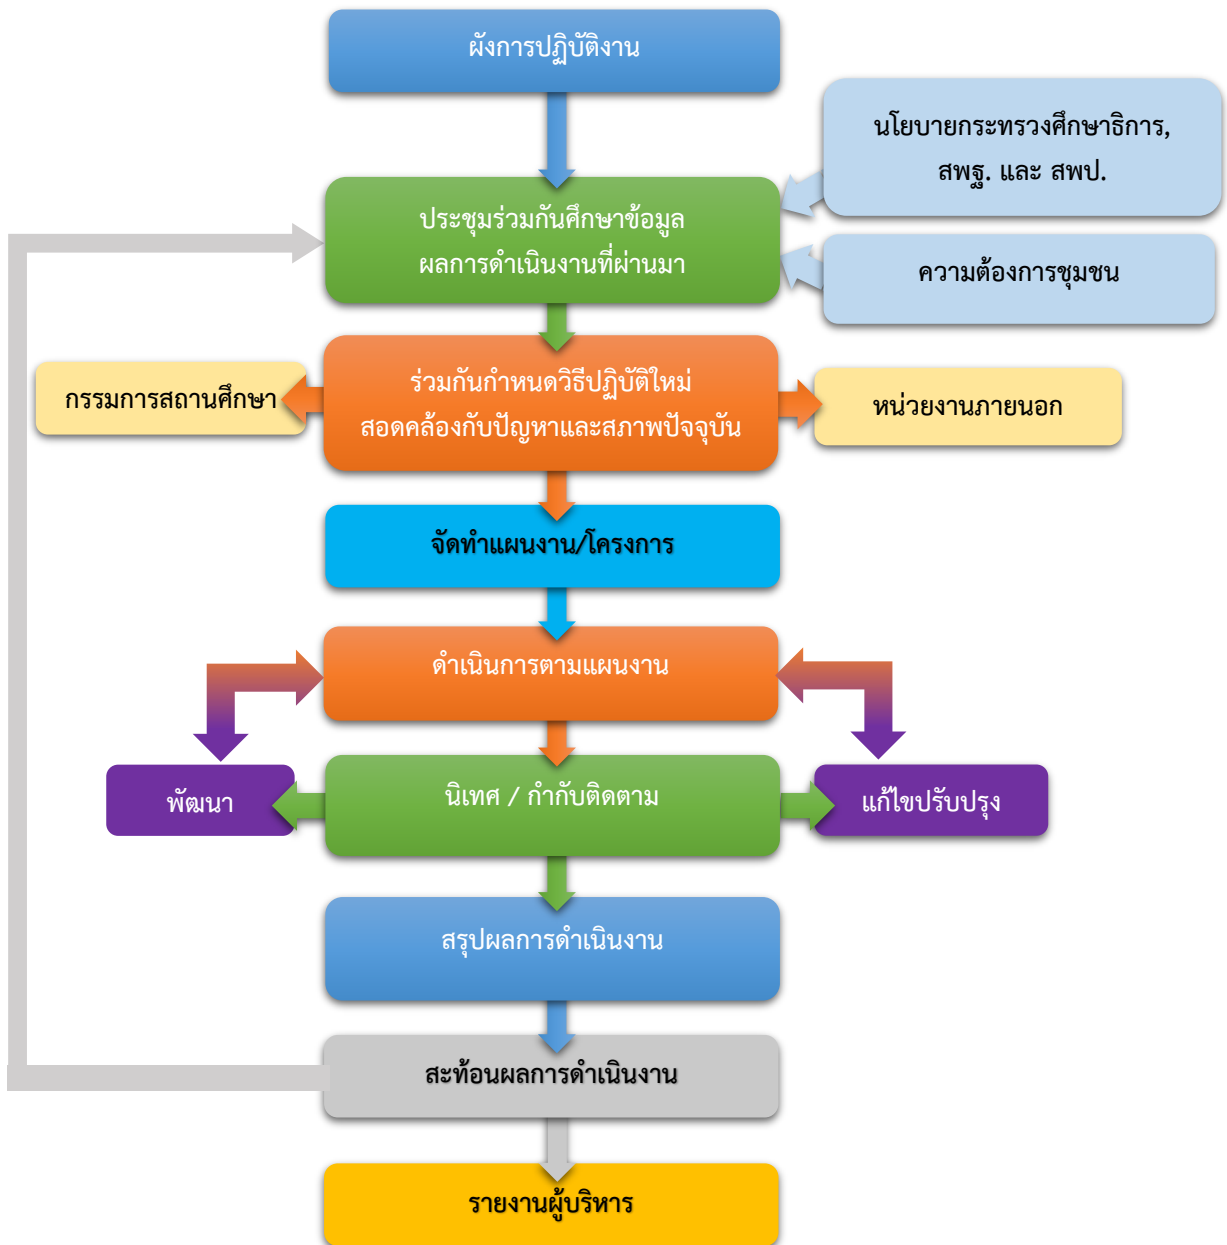 ผังการปฏิบัติงาน
นโยบายกระทรวงศึกษาธิการ,
สพฐ. และ สพป.
ประชุมร่วมกันศึกษาข้อมูล
ผลการดำเนินงานที่ผ่านมา
ความต้องการชุมชน
กรรมการสถานศึกษา
ร่วมกันกำหนดวิธีปฏิบัติใหม่
สอดคล้องกับปัญหาและสภาพปัจจุบัน
หน่วยงานภายนอก
จัดทำแผนงาน/โครงการ
ดำเนินการตามแผนงาน
พัฒนา
นิเทศ / กำกับติดตาม
แก้ไขปรับปรุง
สรุปผลการดำเนินงาน
สะท้อนผลการดำเนินงาน
รายงานผู้บริหาร